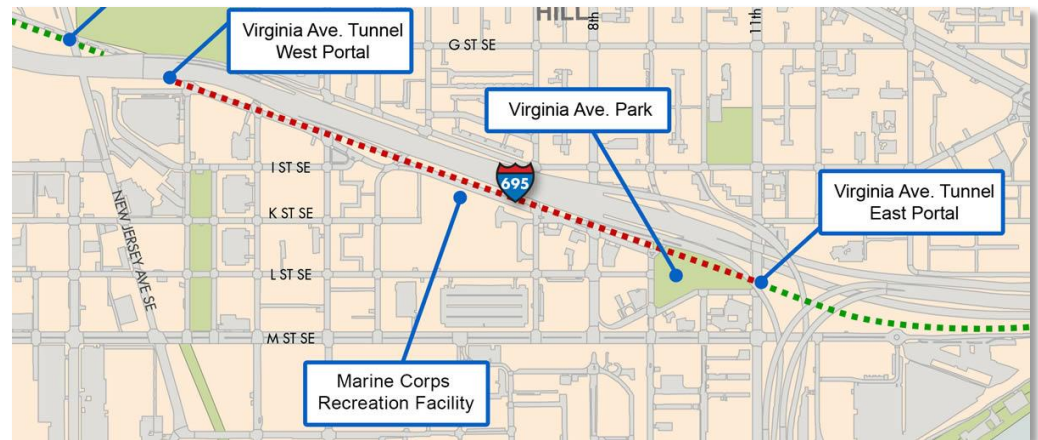 HILL
8th
11th
Virginia Ave. Tunnel
West Portal
G ST SE
Virginia Ave. Park
I ST SE
695
Virginia Ave. Tunnel
East Portal
NEW JERSEY AVE SE
K ST SE
L ST SE
M ST SE
Marine Corps
Recreation Facility